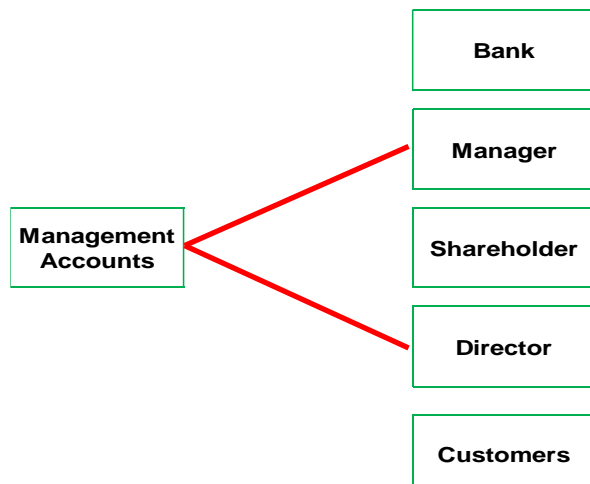 Bank
Manager
Management
Accounts
Shareholder
Director
Customers